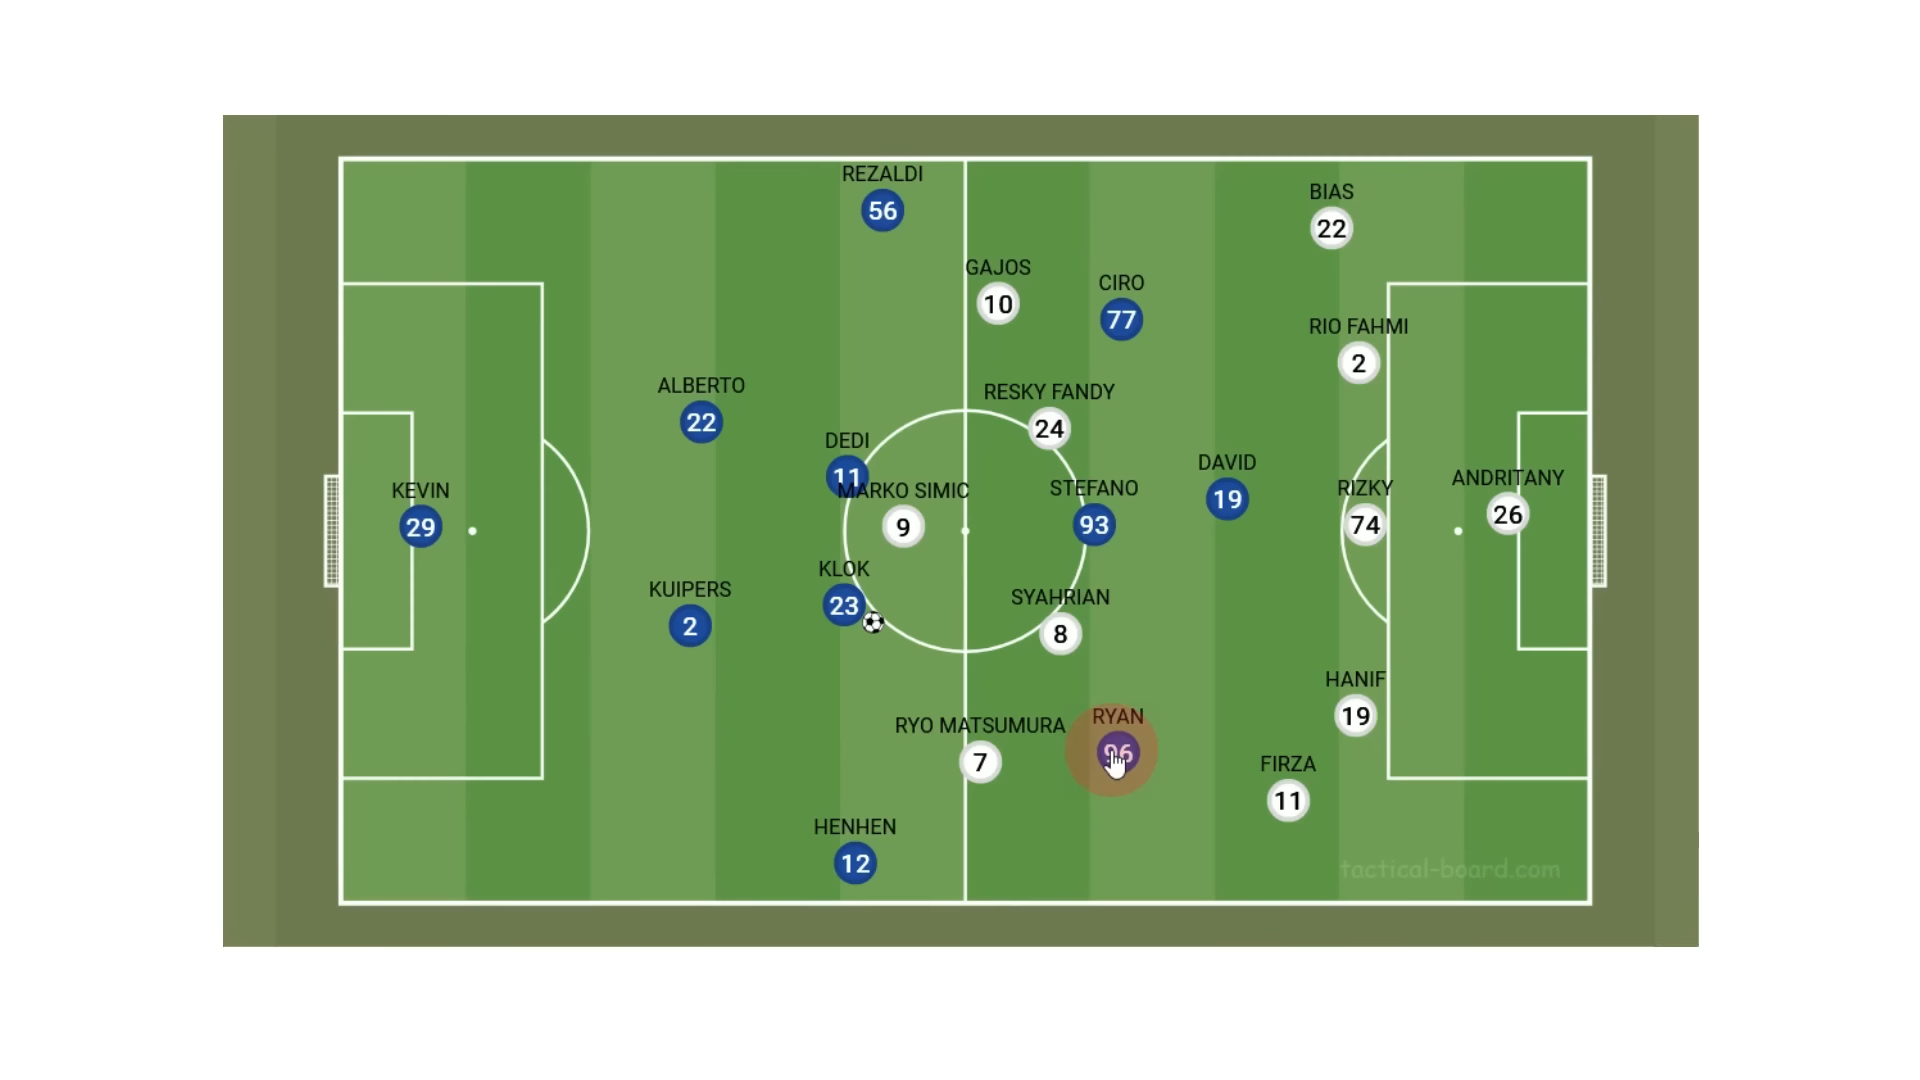 REZALDI
56
BIAS
22
GAJOS
10
CIRO
77
RIO FAHMI
2
ALBERTO
22
RESKY FANDY
24
DEDI
11
DAVID
19
KEVIN
29
MARKO SIMIC
9
STEFANO
93
RIZKY
74
ANDRITANY
26
KLOK
23
KUIPERS
2
SYAHRIAN
8
HANIF
19
RYO MATSUMURA
7
RYAN
96
FIRZA
11
HENHEN
12
tactical-board.com